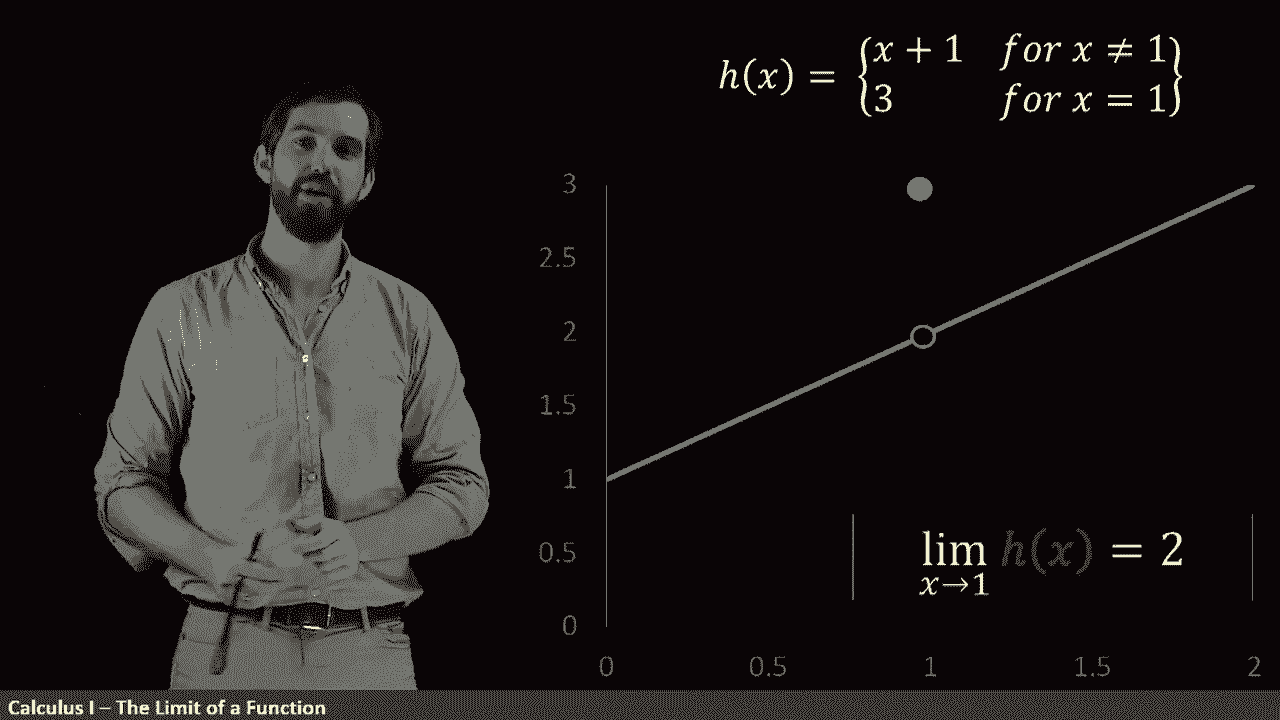 h(x) = {x + 1 for x ≠ 1}
{3 for x = 1}
3
2.5
2
1.5
1
0.5
0
0 0.5 1 1.5 2
lim h(x) = 2
x→1
Calculus I – The Limit of a Function